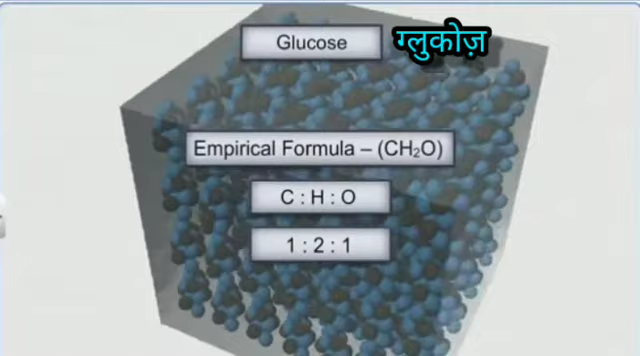 Glucose ग्लुकोज़
Empirical Formula – (CH₂O)
C : H : O
1 : 2 : 1